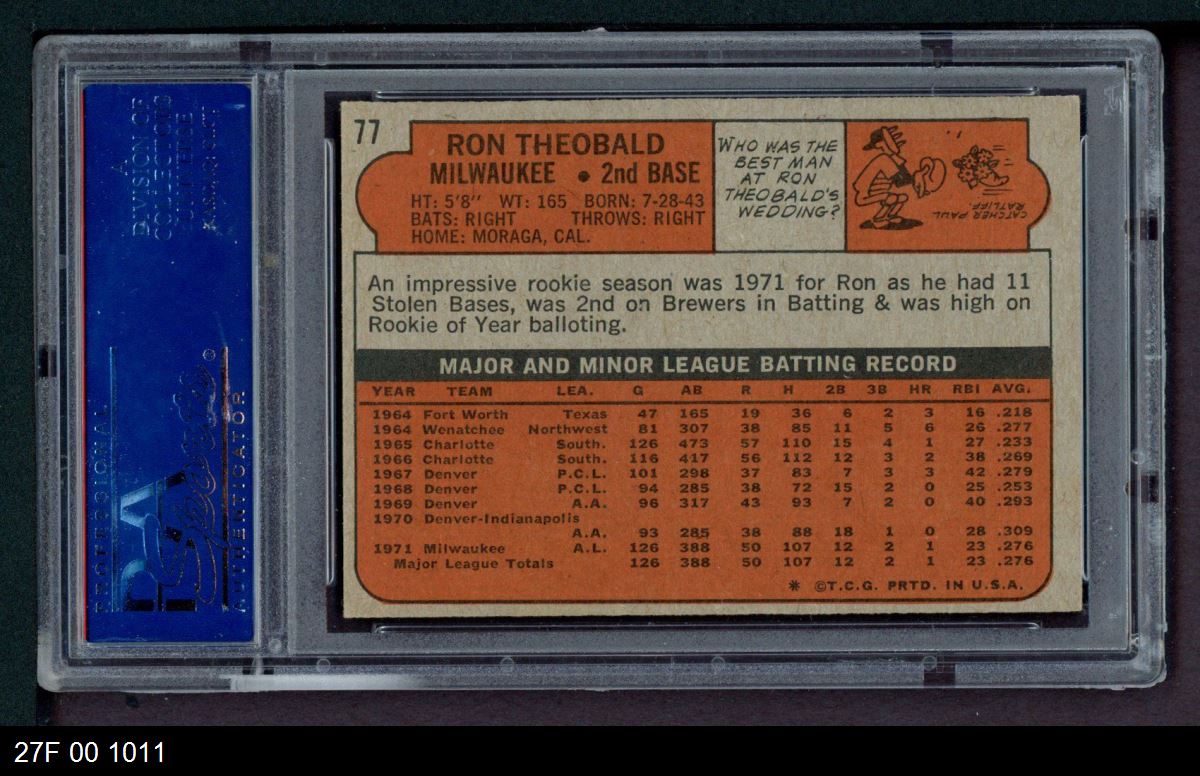 A
DIVISION OF
COLLECTORS
UNIVERSE
NASDAQ: CLCT
PROFESSIONAL
PSA
Sports
AUTHENTICATOR
77
RON THEOBALD
MILWAUKEE • 2nd BASE
HT: 5'8" WT: 165 BORN: 7-28-43
BATS: RIGHT THROWS: RIGHT
HOME: MORAGA, CAL.
WHO WAS THE
BEST MAN
AT RON
THEOBALD'S
WEDDING?
CATCHER PAUL
RATLIFF.
An impressive rookie season was 1971 for Ron as he had 11
Stolen Bases, was 2nd on Brewers in Batting & was high on
Rookie of Year balloting.
MAJOR AND MINOR LEAGUE BATTING RECORD
YEAR TEAM LEA. G AB R H 2B 3B HR RBI AVG.
1964 Fort Worth Texas 47 165 19 36 6 2 3 16 .218
1964 Wenatchee Northwest 81 307 38 85 11 5 6 26 .277
1965 Charlotte South. 126 473 57 110 15 4 1 27 .233
1966 Charlotte South. 116 417 56 112 12 3 2 38 .269
1967 Denver P.C.L. 101 298 37 83 7 3 3 42 .279
1968 Denver P.C.L. 94 285 38 72 15 2 0 25 .253
1969 Denver A.A. 96 317 43 93 7 2 0 40 .293
1970 Denver-Indianapolis
A.A. 93 285 38 88 18 1 0 28 .309
1971 Milwaukee A.L. 126 388 50 107 12 2 1 23 .276
Major League Totals 126 388 50 107 12 2 1 23 .276
* ©T.C.G. PRTD. IN U.S.A.
27F 00 1011